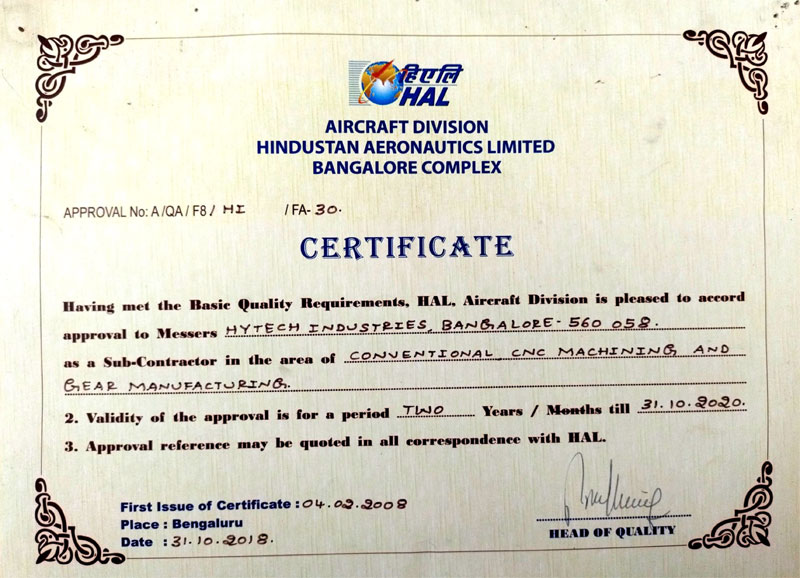 हिएलि
HAL
AIRCRAFT DIVISION
HINDUSTAN AERONAUTICS LIMITED
BANGALORE COMPLEX
APPROVAL No: A/QA/F8/ HI /FA-30.
CERTIFICATE
Having met the Basic Quality Requirements, HAL, Aircraft Division is pleased to accord
approval to Messers HYTECH INDUSTRIES, BANGALORE-560 058.
as a Sub-Contractor in the area of CONVENTIONAL CNC MACHINING AND
GEAR MANUFACTURING.
2. Validity of the approval is for a period TWO Years / Months till 31.10.2020.
3. Approval reference may be quoted in all correspondence with HAL.
First Issue of Certificate : 04.02.2008
Place : Bengaluru
Date : 31.10.2018.
HEAD OF QUALITY